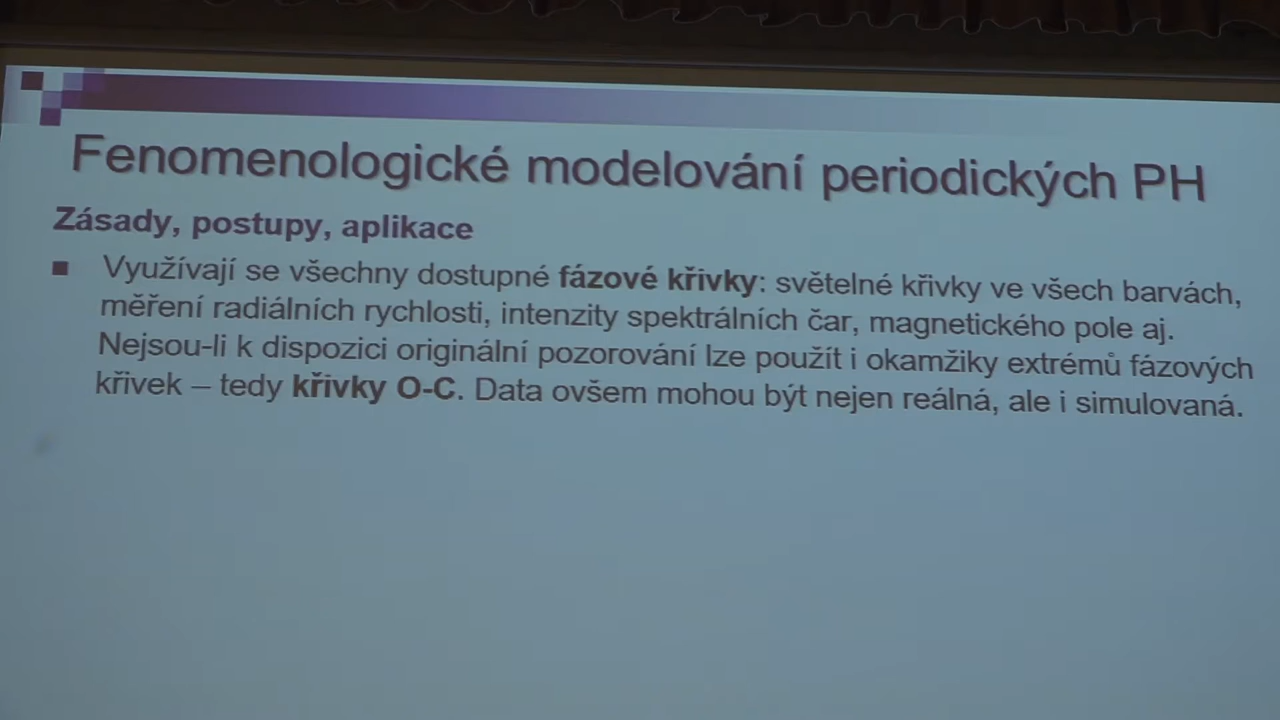 Fenomenologické modelování periodických PH
Zásady, postupy, aplikace
Využívají se všechny dostupné fázové křivky: světelné křivky ve všech barvách,
měření radiálních rychlosti, intenzity spektrálních čar, magnetického pole aj.
Nejsou-li k dispozici originální pozorování lze použít i okamžiky extrémů fázových
křivek – tedy křivky O-C. Data ovšem mohou být nejen reálná, ale i simulovaná.